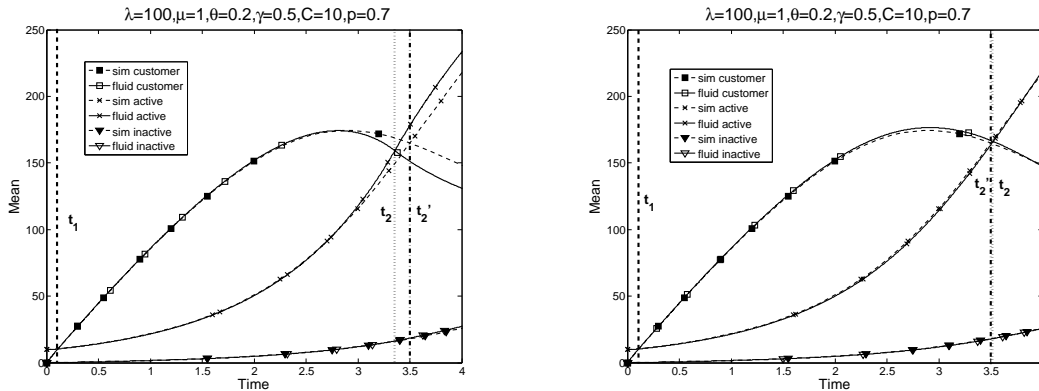 λ=100,μ=1,θ=0.2,γ=0.5,C=10,p=0.7
250
200
150
100
50
0
Mean
sim customer
fluid customer
sim active
fluid active
sim inactive
fluid inactive
t1
t2
t2'
0 0.5 1 1.5 2 2.5 3 3.5 4
Time
λ=100,μ=1,θ=0.2,γ=0.5,C=10,p=0.7
250
200
150
100
50
0
Mean
sim customer
fluid customer
sim active
fluid active
sim inactive
fluid inactive
t1
t2'
t2
0 0.5 1 1.5 2 2.5 3 3.5 4
Time